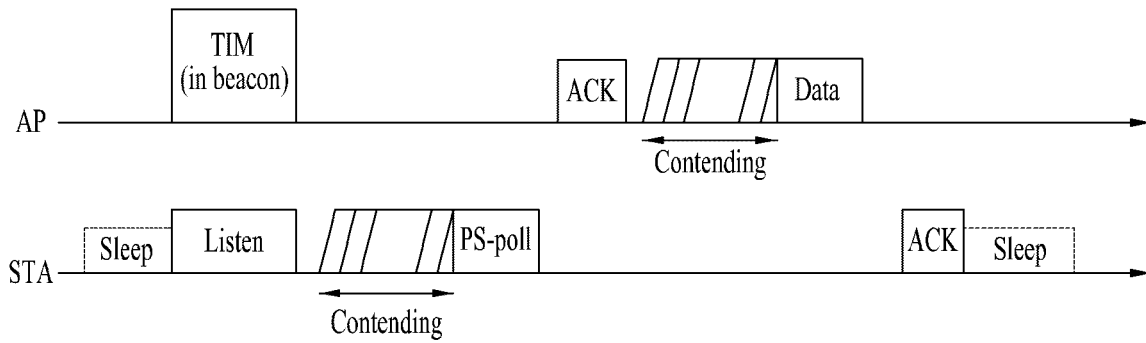 TIM
(in beacon)
ACK
Data
AP
Contending
Sleep
Listen
PS-poll
ACK
Sleep
STA
Contending